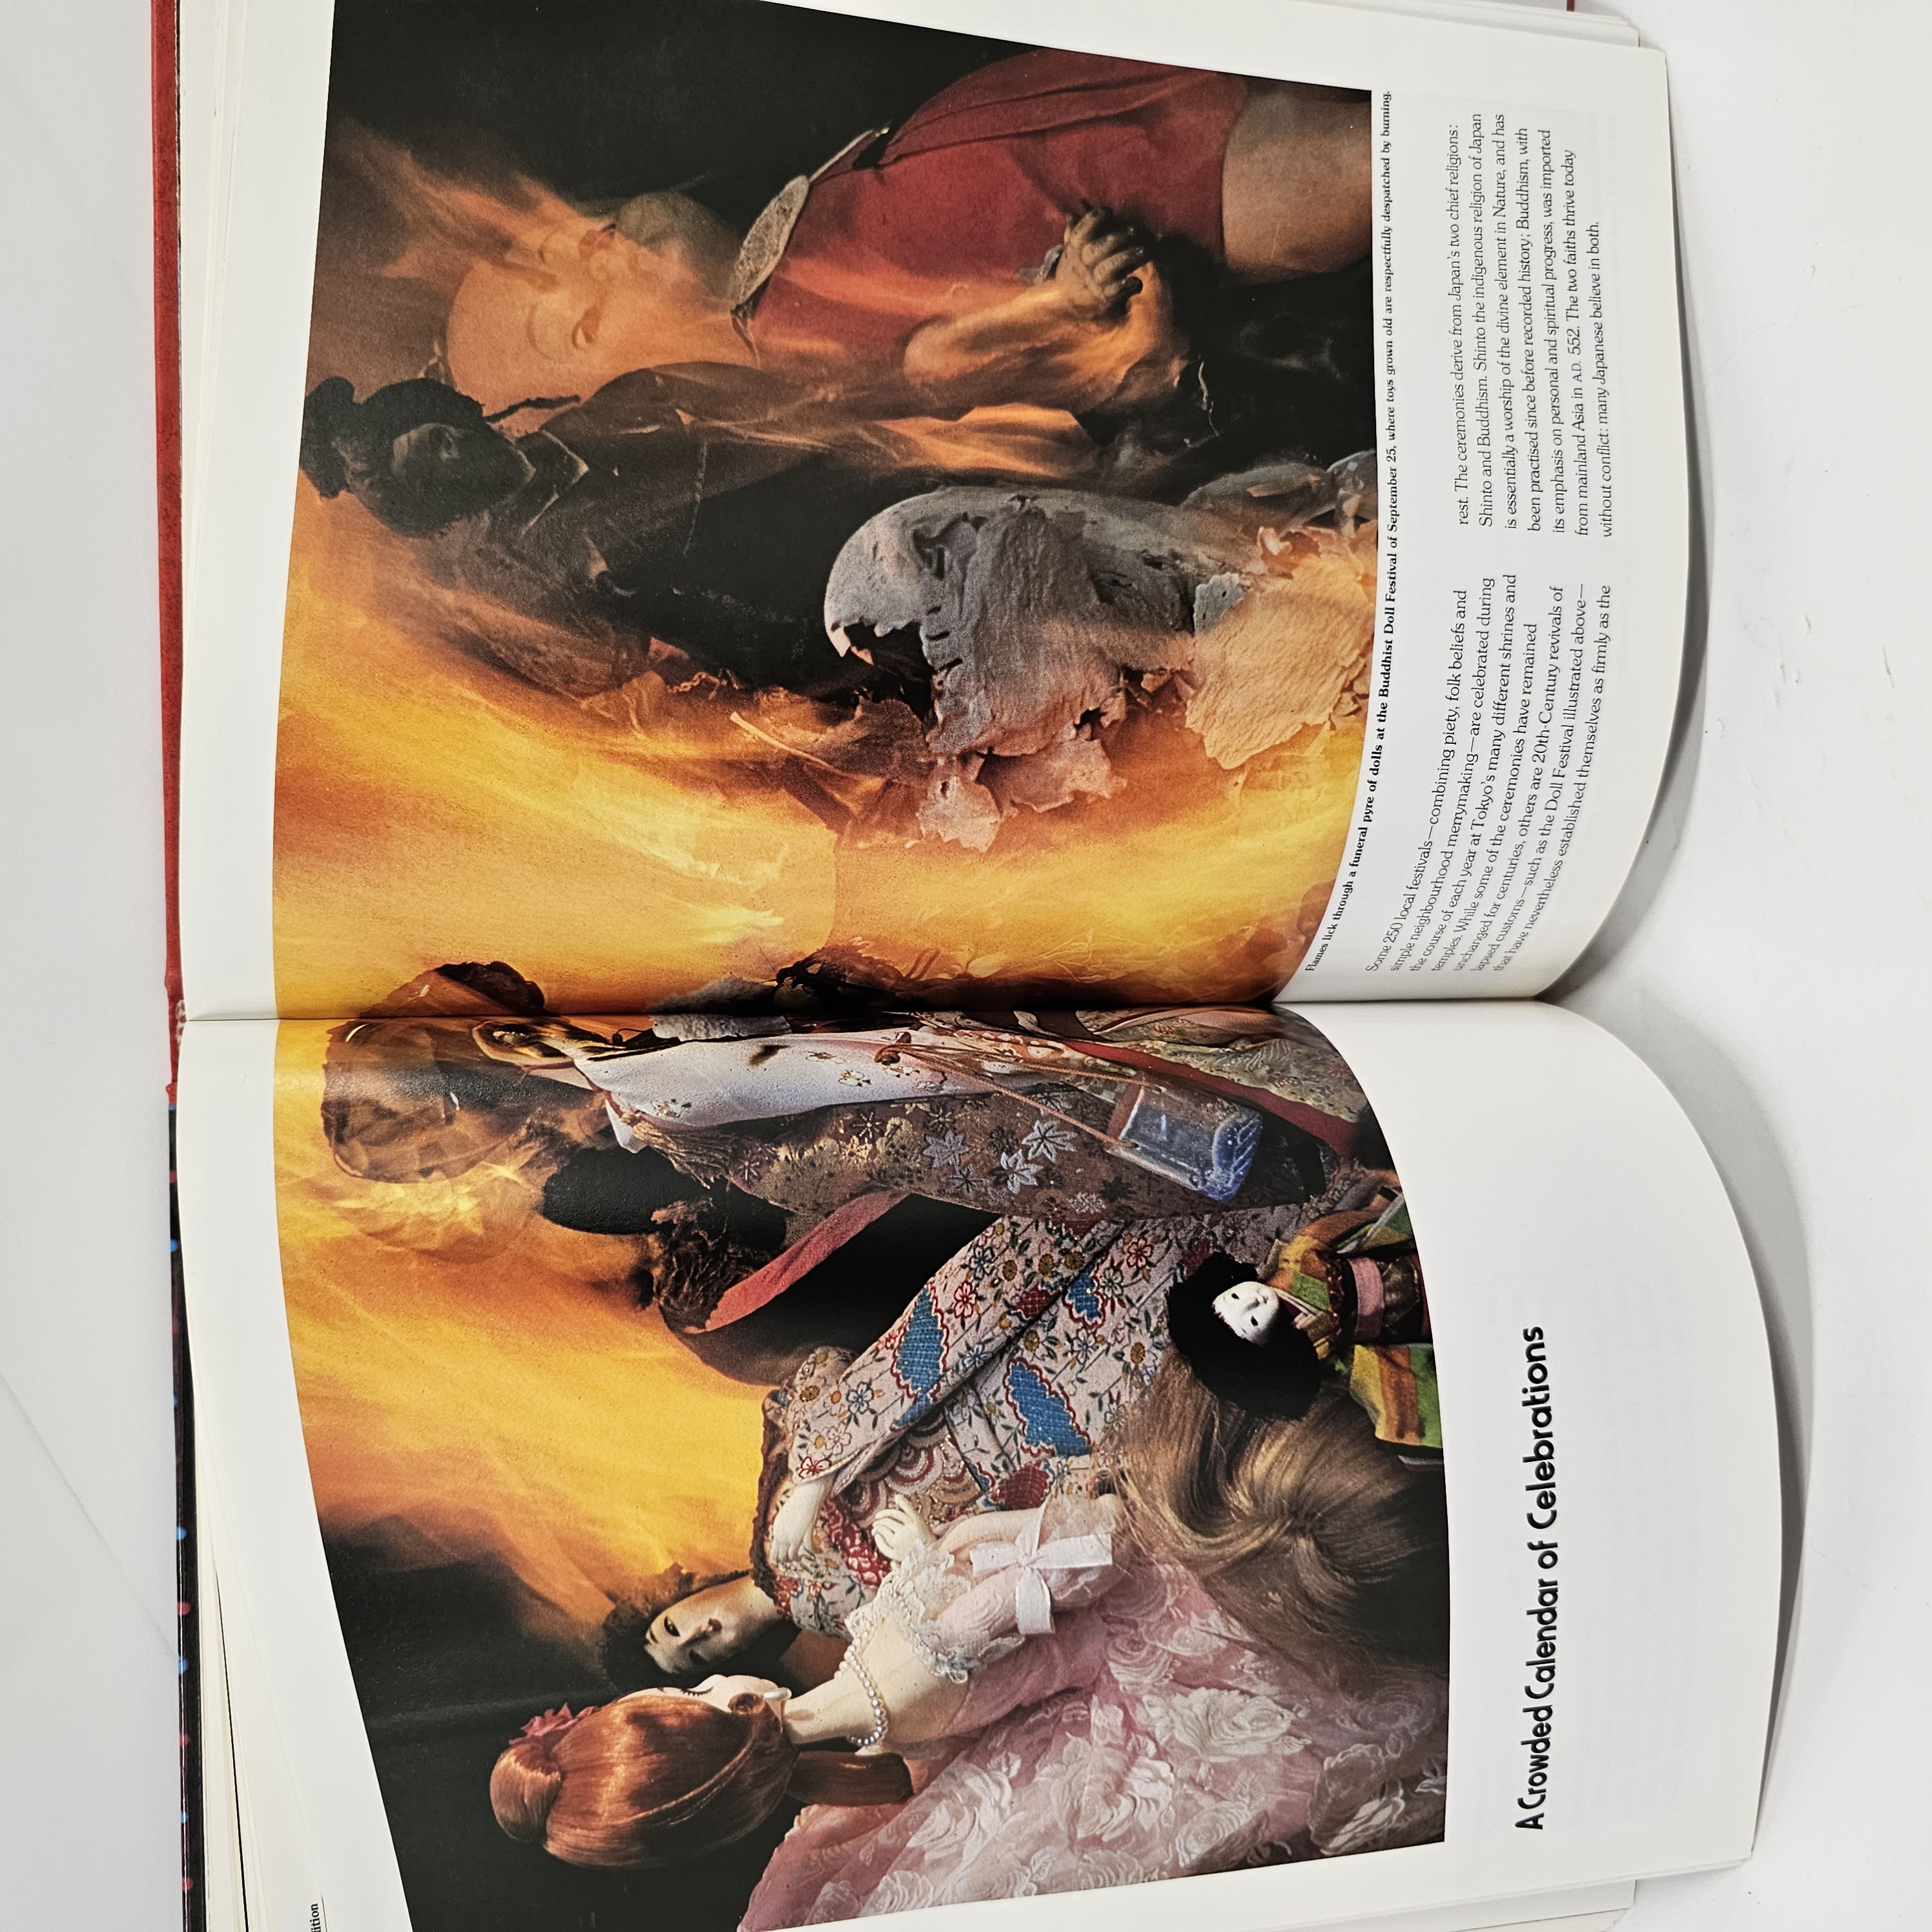 ition
A Crowded Calendar of Celebrations
Flames lick through a funeral pyre of dolls at the Buddhist Doll Festival of September 25, where toys grown old are respectfully despatched by burning.
Some 250 local festivals—combining piety, folk beliefs and
simple neighbourhood merrymaking—are celebrated during
the course of each year at Tokyo's many different shrines and
temples. While some of the ceremonies have remained
unchanged for centuries, others are 20th-Century revivals of
lapsed customs—such as the Doll Festival illustrated above—
that have nevertheless established themselves as firmly as the
rest. The ceremonies derive from Japan's two chief religions:
Shinto and Buddhism. Shinto the indigenous religion of Japan
is essentially a worship of the divine element in Nature, and has
been practised since before recorded history; Buddhism, with
its emphasis on personal and spiritual progress, was imported
from mainland Asia in A.D. 552. The two faiths thrive today
without conflict: many Japanese believe in both.